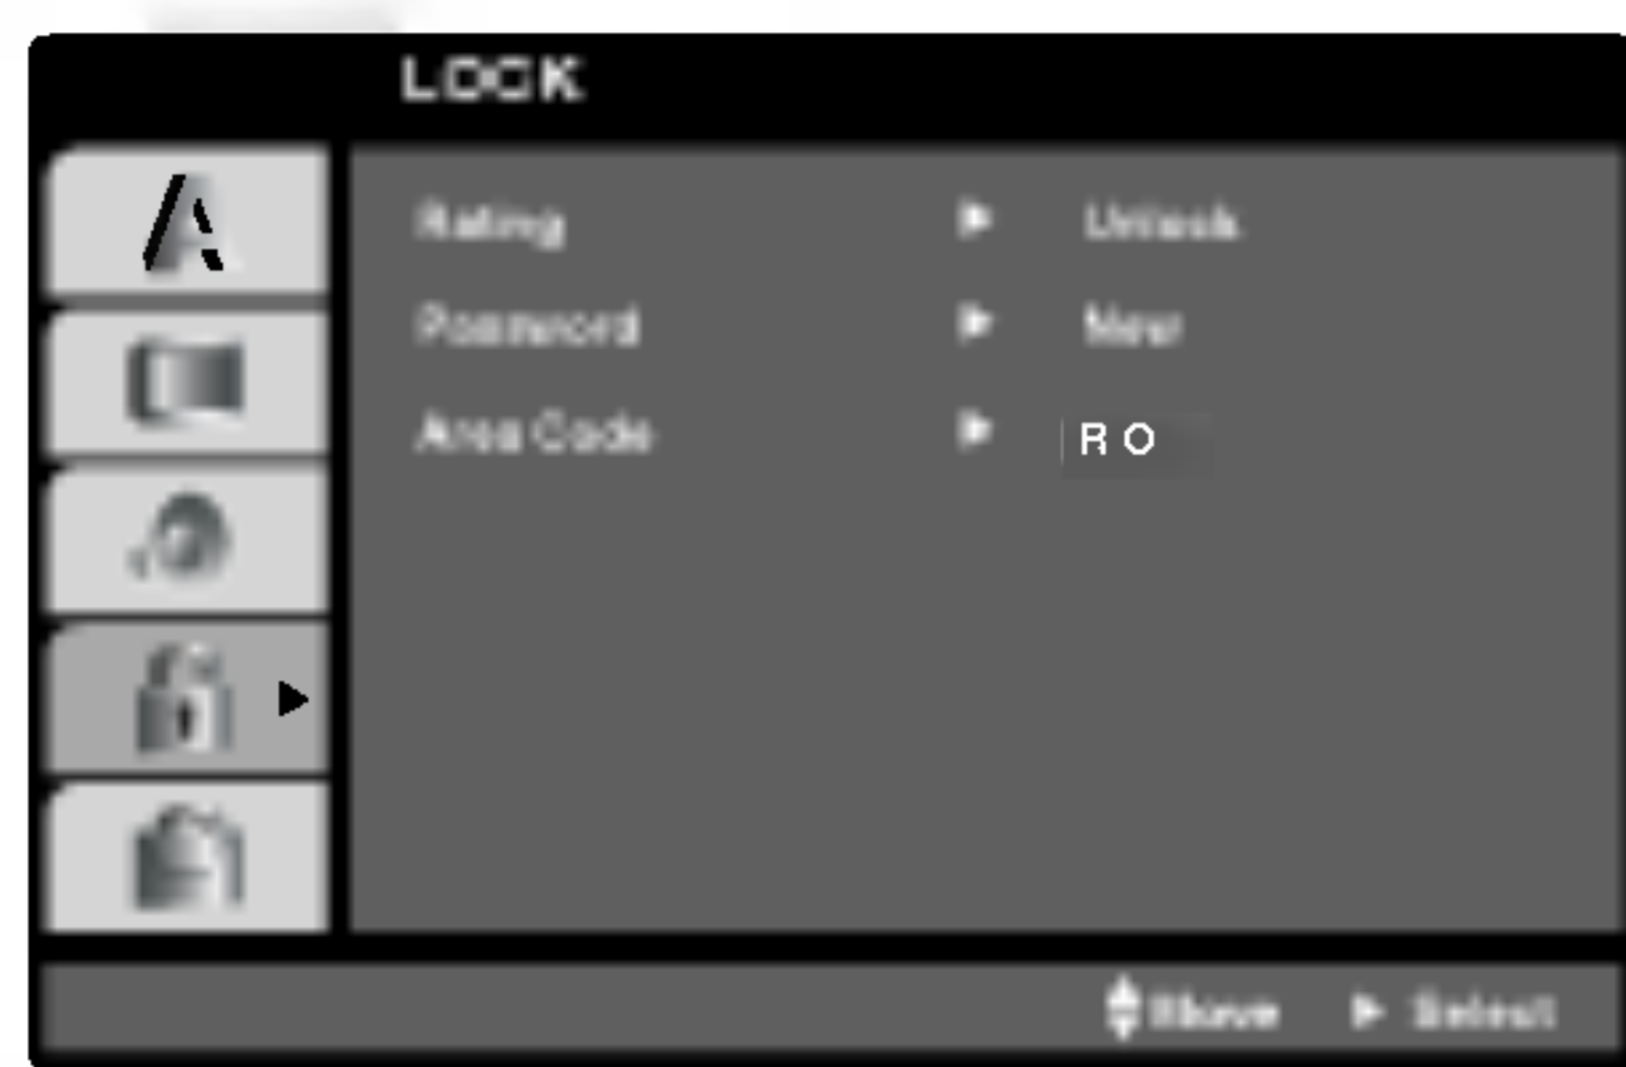 LOCK
Rating ► Unlock
Password ► New
Area Code ► R O
Move ► Select